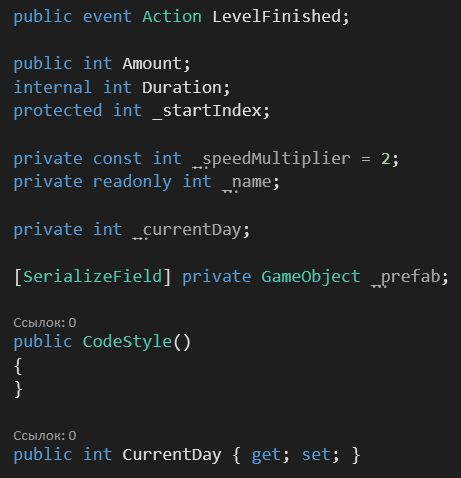 public event Action LevelFinished;
public int Amount;
internal int Duration;
protected int _startIndex;
private const int _speedMultiplier = 2;
private readonly int _name;
private int _currentDay;
[SerializeField] private GameObject _prefab;
Ссылок: 0
public CodeStyle()
{
}
Ссылок: 0
public int CurrentDay { get; set; }